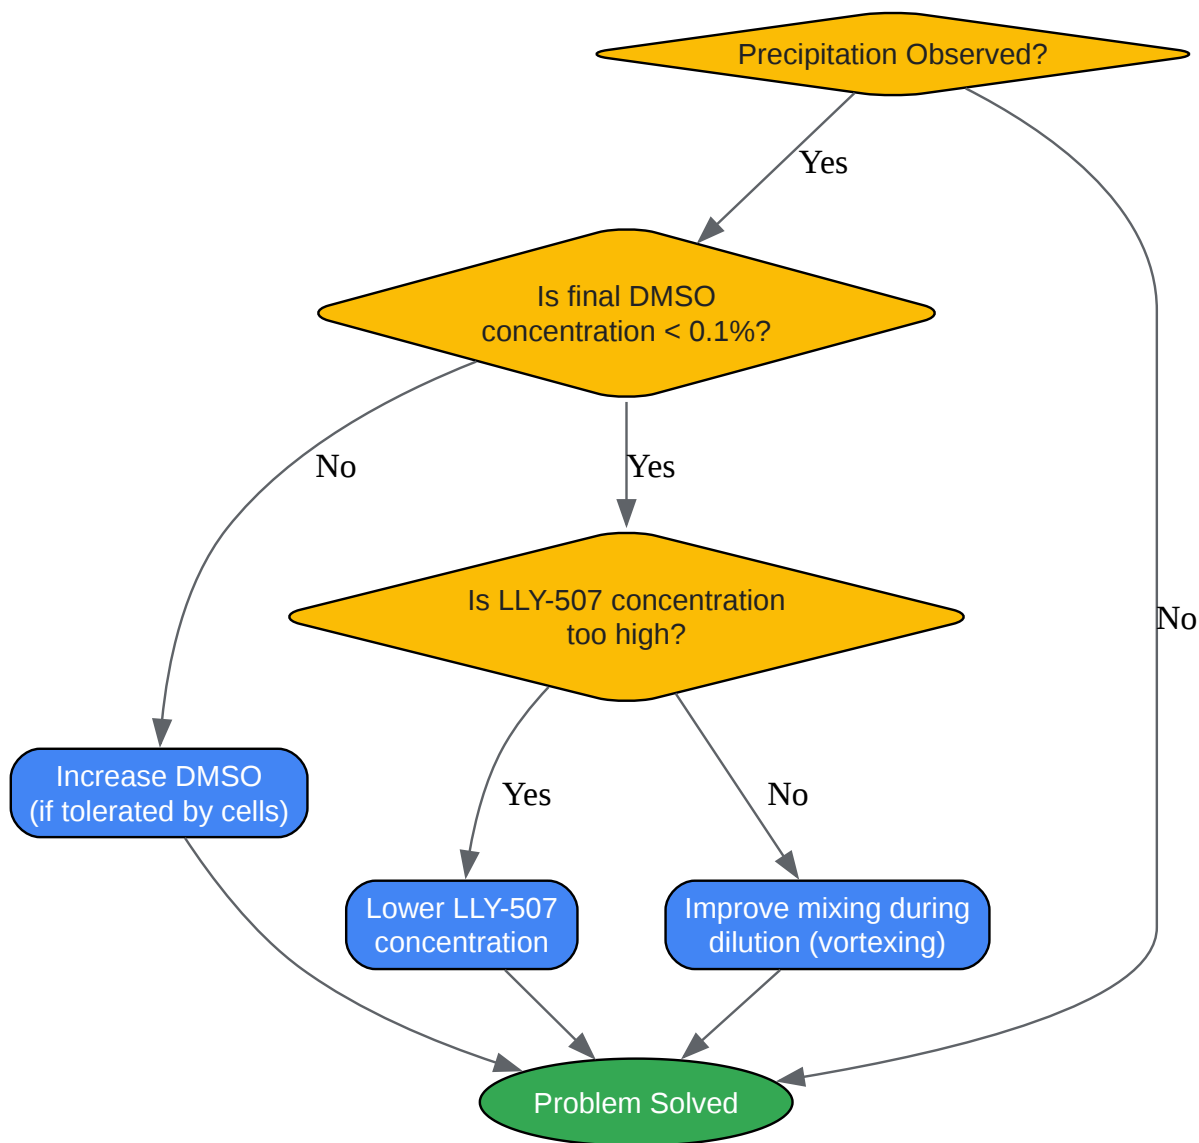 Precipitation Observed?
Yes
Is final DMSO
concentration < 0.1%?
No
Yes
Is LLY-507 concentration
too high?
No
Increase DMSO
(if tolerated by cells)
Yes
No
Lower LLY-507
concentration
Improve mixing during
dilution (vortexing)
Problem Solved